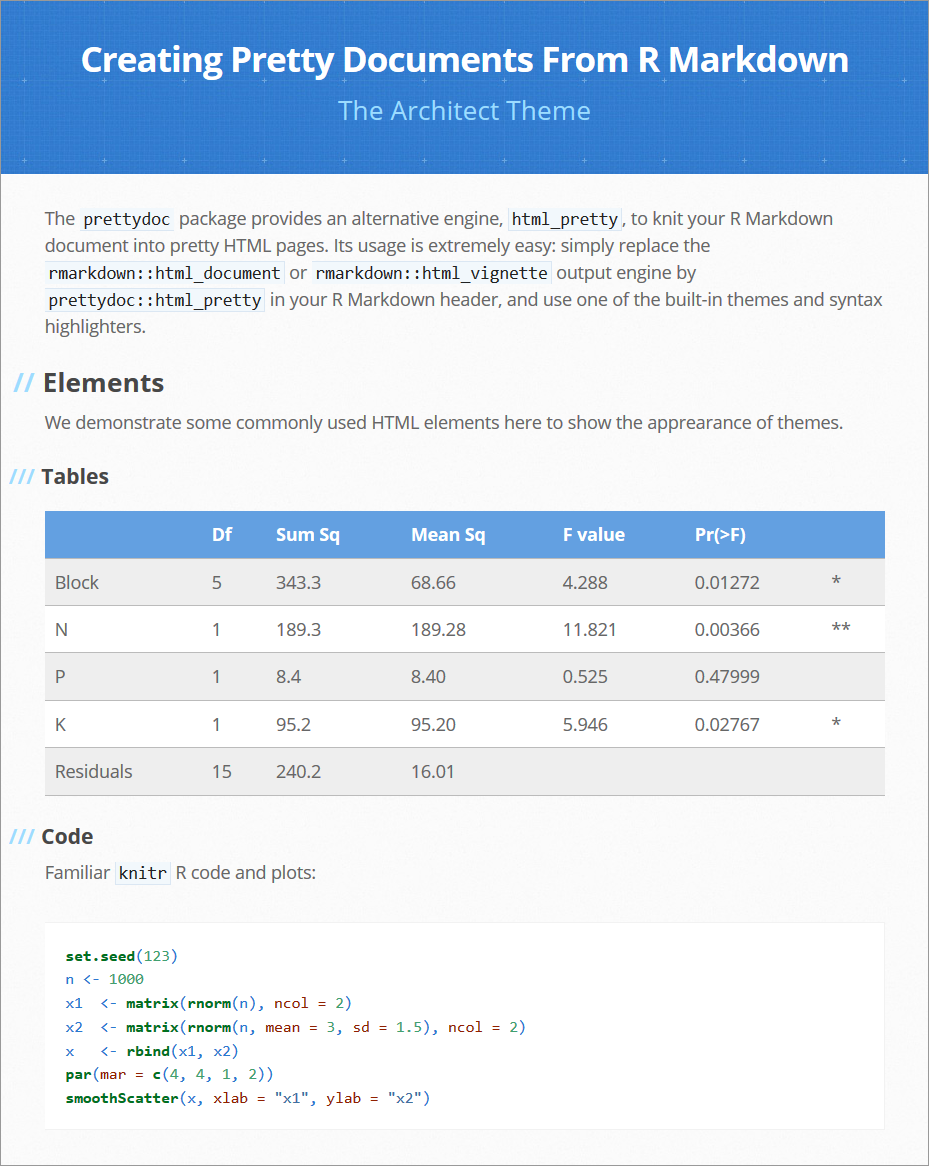 Creating Pretty Documents From R Markdown
The Architect Theme
The prettydoc package provides an alternative engine, html_pretty, to knit your R Markdown
document into pretty HTML pages. Its usage is extremely easy: simply replace the
rmarkdown::html_document or rmarkdown::html_vignette output engine by
prettydoc::html_pretty in your R Markdown header, and use one of the built-in themes and syntax
highlighters.
// Elements
We demonstrate some commonly used HTML elements here to show the apprearance of themes.
/// Tables
Df Sum Sq Mean Sq F value Pr(>F)
Block 5 343.3 68.66 4.288 0.01272 *
N 1 189.3 189.28 11.821 0.00366 **
P 1 8.4 8.40 0.525 0.47999
K 1 95.2 95.20 5.946 0.02767 *
Residuals 15 240.2 16.01
/// Code
Familiar knitr R code and plots:
set.seed(123)
n <- 1000
x1  <- matrix(rnorm(n), ncol = 2)
x2  <- matrix(rnorm(n, mean = 3, sd = 1.5), ncol = 2)
x   <- rbind(x1, x2)
par(mar = c(4, 4, 1, 2))
smoothScatter(x, xlab = "x1", ylab = "x2")